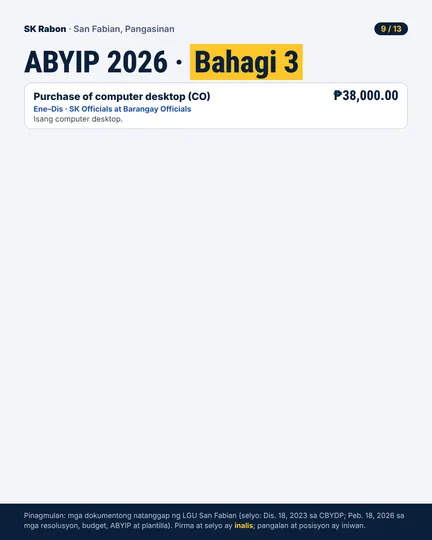 SK Rabon · San Fabian, Pangasinan
9 / 13
ABYIP 2026 · Bahagi 3
Purchase of computer desktop (CO)
₱38,000.00
Ene–Dis · SK Officials at Barangay Officials
Isang computer desktop.
Pinagmulan: mga dokumentong natanggap ng LGU San Fabian (selyo: Dis. 18, 2023 sa CBYDP; Peb. 18, 2026 sa
mga resolusyon, budget, ABYIP at plantilla). Pirma at selyo ay inalis; pangalan at posisyon ay iniwan.